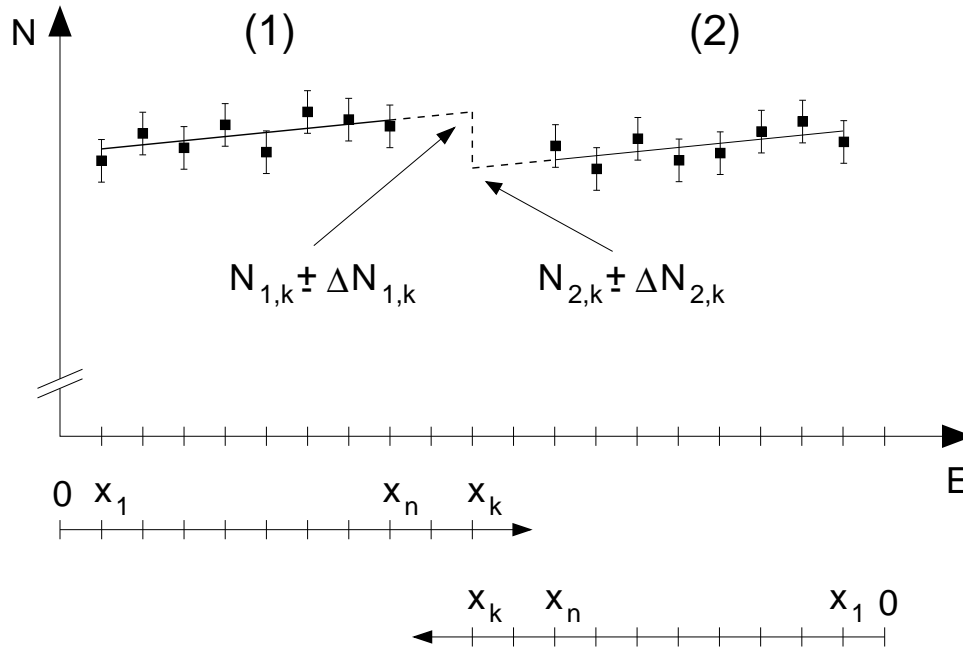 N (1) (2)
N1,k ± ΔN1,k N2,k ± ΔN2,k
E
0 x1 xn xk
xk xn x1 0